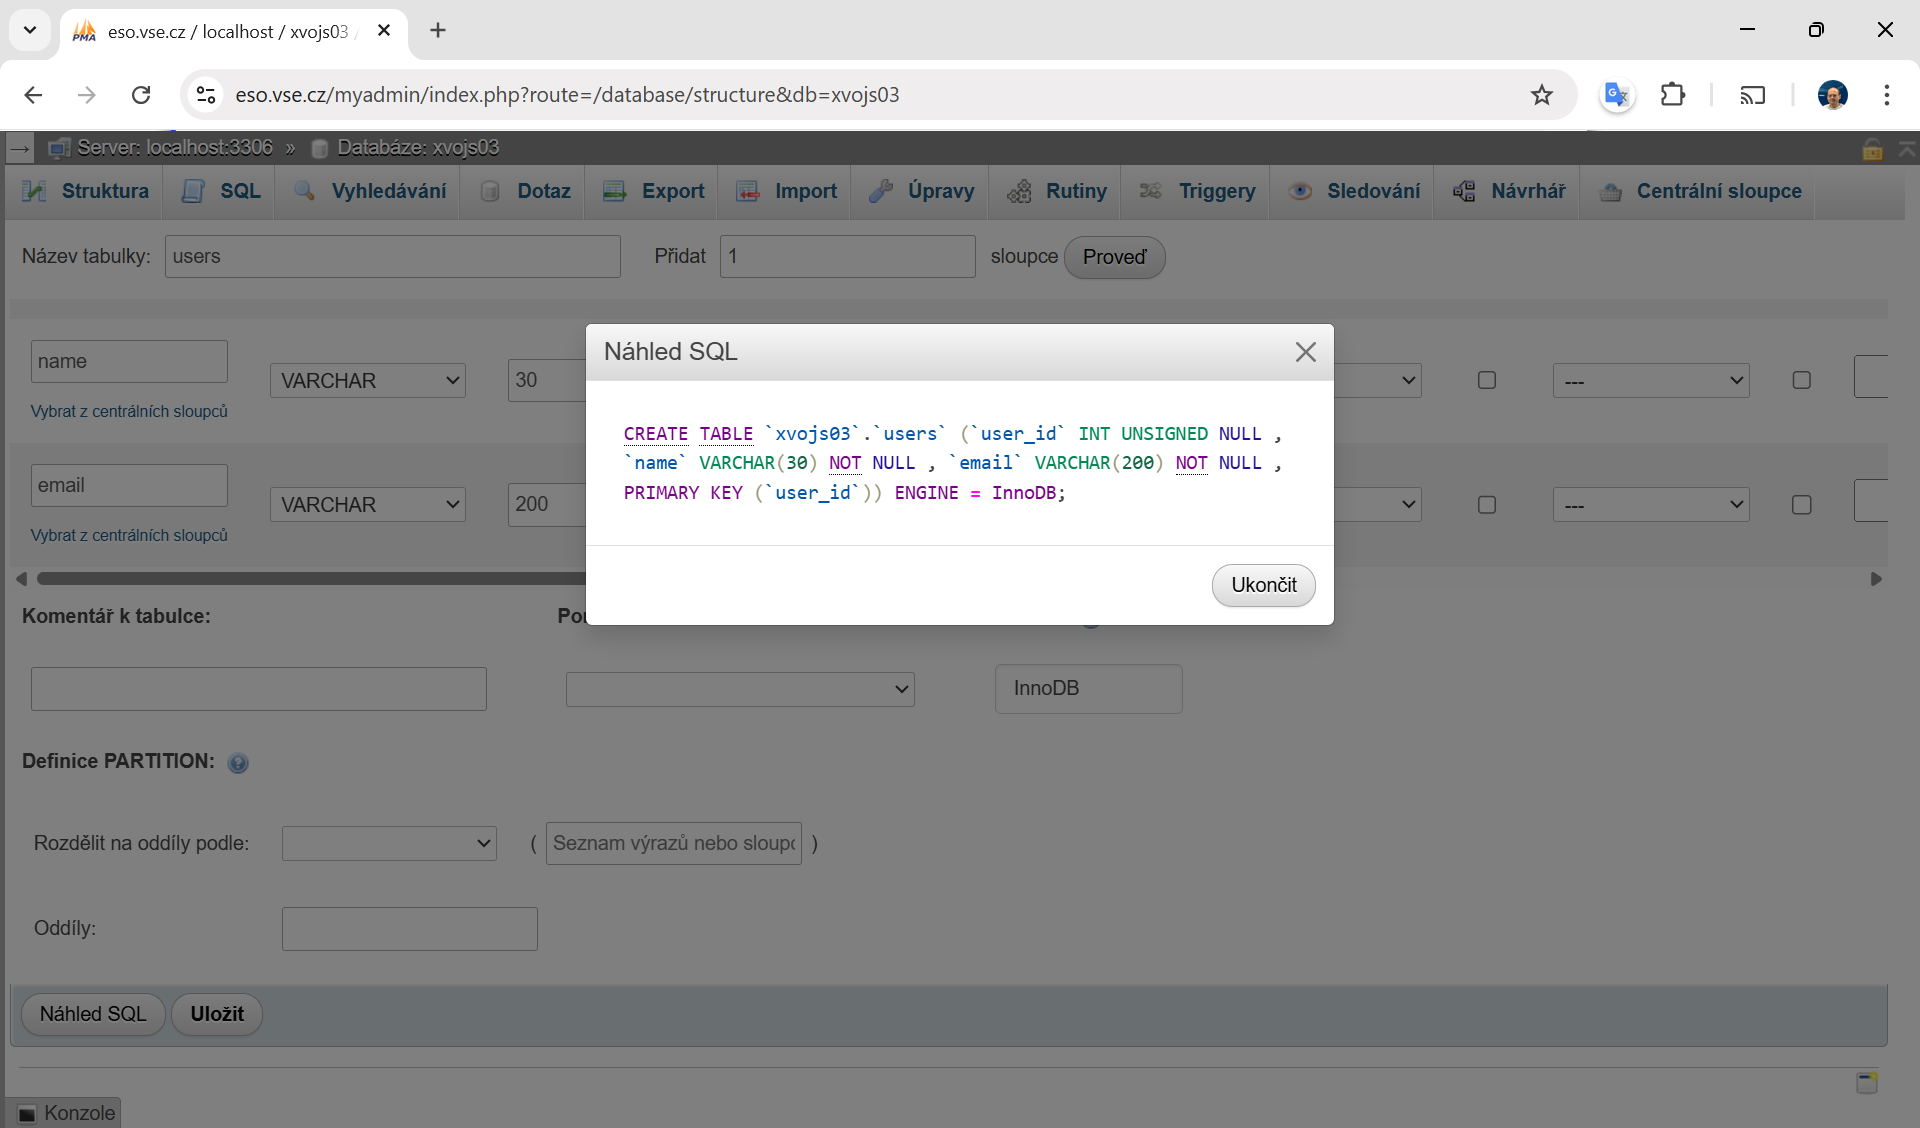 eso.vse.cz / localhost / xvojs03 /
eso.vse.cz/myadmin/index.php?route=/database/structure&db=xvojs03
Server: localhost:3306 » Databáze: xvojs03
Struktura SQL Vyhledávání Dotaz Export Import Úpravy Rutiny Triggery Sledování Návrhář Centrální sloupce
Název tabulky: users Přidat 1 sloupce Proveď
Náhled SQL
name VARCHAR 30 ---
Vybrat z centrálních sloupců
CREATE TABLE `xvojs03`.`users` (`user_id` INT UNSIGNED NULL ,
`name` VARCHAR(30) NOT NULL , `email` VARCHAR(200) NOT NULL ,
PRIMARY KEY (`user_id`)) ENGINE = InnoDB;
email VARCHAR 200 ---
Vybrat z centrálních sloupců
Ukončit
Komentář k tabulce:
InnoDB
Definice PARTITION:
Rozdělit na oddíly podle: ( Seznam výrazů nebo sloupc )
Oddíly:
Náhled SQL Uložit
Konzole